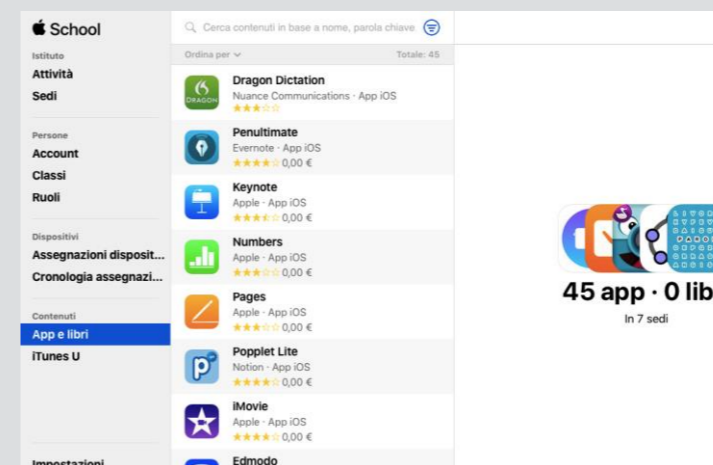 School
Istituto
Attività
Sedi
Persone
Account
Classi
Ruoli
Dispositivi
Assegnazioni disposit...
Cronologia assegnazi...
Contenuti
App e libri
iTunes U
Impostazioni
Cerca contenuti in base a nome, parola chiave
Ordina per
Totale: 45
DRAGON
Dragon Dictation
Nuance Communications · App iOS
Penultimate
Evernote · App iOS
0,00 €
Keynote
Apple · App iOS
0,00 €
Numbers
Apple · App iOS
0,00 €
Pages
Apple · App iOS
0,00 €
Popplet Lite
Notion · App iOS
0,00 €
iMovie
Apple · App iOS
0,00 €
Edmodo
45 app · 0 lib
In 7 sedi